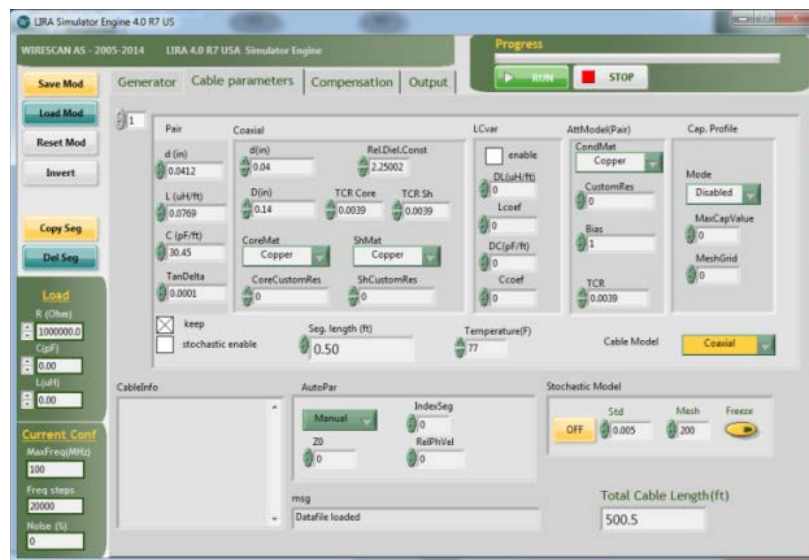 LIRA Simulator Engine 4.0 R7 US
WIRESCAN AS - 2005-2014 LIRA 4.0 R7 USA Simulator Engine
Progress
RUN STOP
Save Mod
Load Mod
Reset Mod
Invert
Copy Seg
Del Seg
Generator Cable parameters Compensation Output
1
Pair
d (in)
0.0412
L (uH/ft)
0.0769
C (pF/ft)
30.45
TanDelta
0.0001
Coaxial
d(in) Rel.Diel.Const
0.04 2.25002
D(in) TCR Core TCR Sh
0.14 0.0039 0.0039
CoreMat ShMat
Copper Copper
CoreCustomRes ShCustomRes
0 0
LCvar
enable
DL(uH/ft)
0
Lcoef
0
DC(pF/ft)
0
Ccoef
0
AttModel(Pair)
CondMat
Copper
CustomRes
0
Bias
1
TCR
0.0039
Cap. Profile
Mode
Disabled
MaxCapValue
0
MeshGrid
0
keep
stochastic enable
Seg. length (ft)
0.50
Temperature(F)
77
Cable Model Coaxial
Load
R (Ohm)
1000000.0
C(pF)
0.00
L(uH)
0.00
Current Conf
MaxFreq(MHz)
100
Freq steps
20000
Noise (%)
0
CableInfo
AutoPar
Manual
IndexSeg
0
Z0 RelPhVel
0 0
msg
Datafile loaded
Stochastic Model
Std Mesh Freeze
OFF 0.005 200
Total Cable Length(ft)
500.5